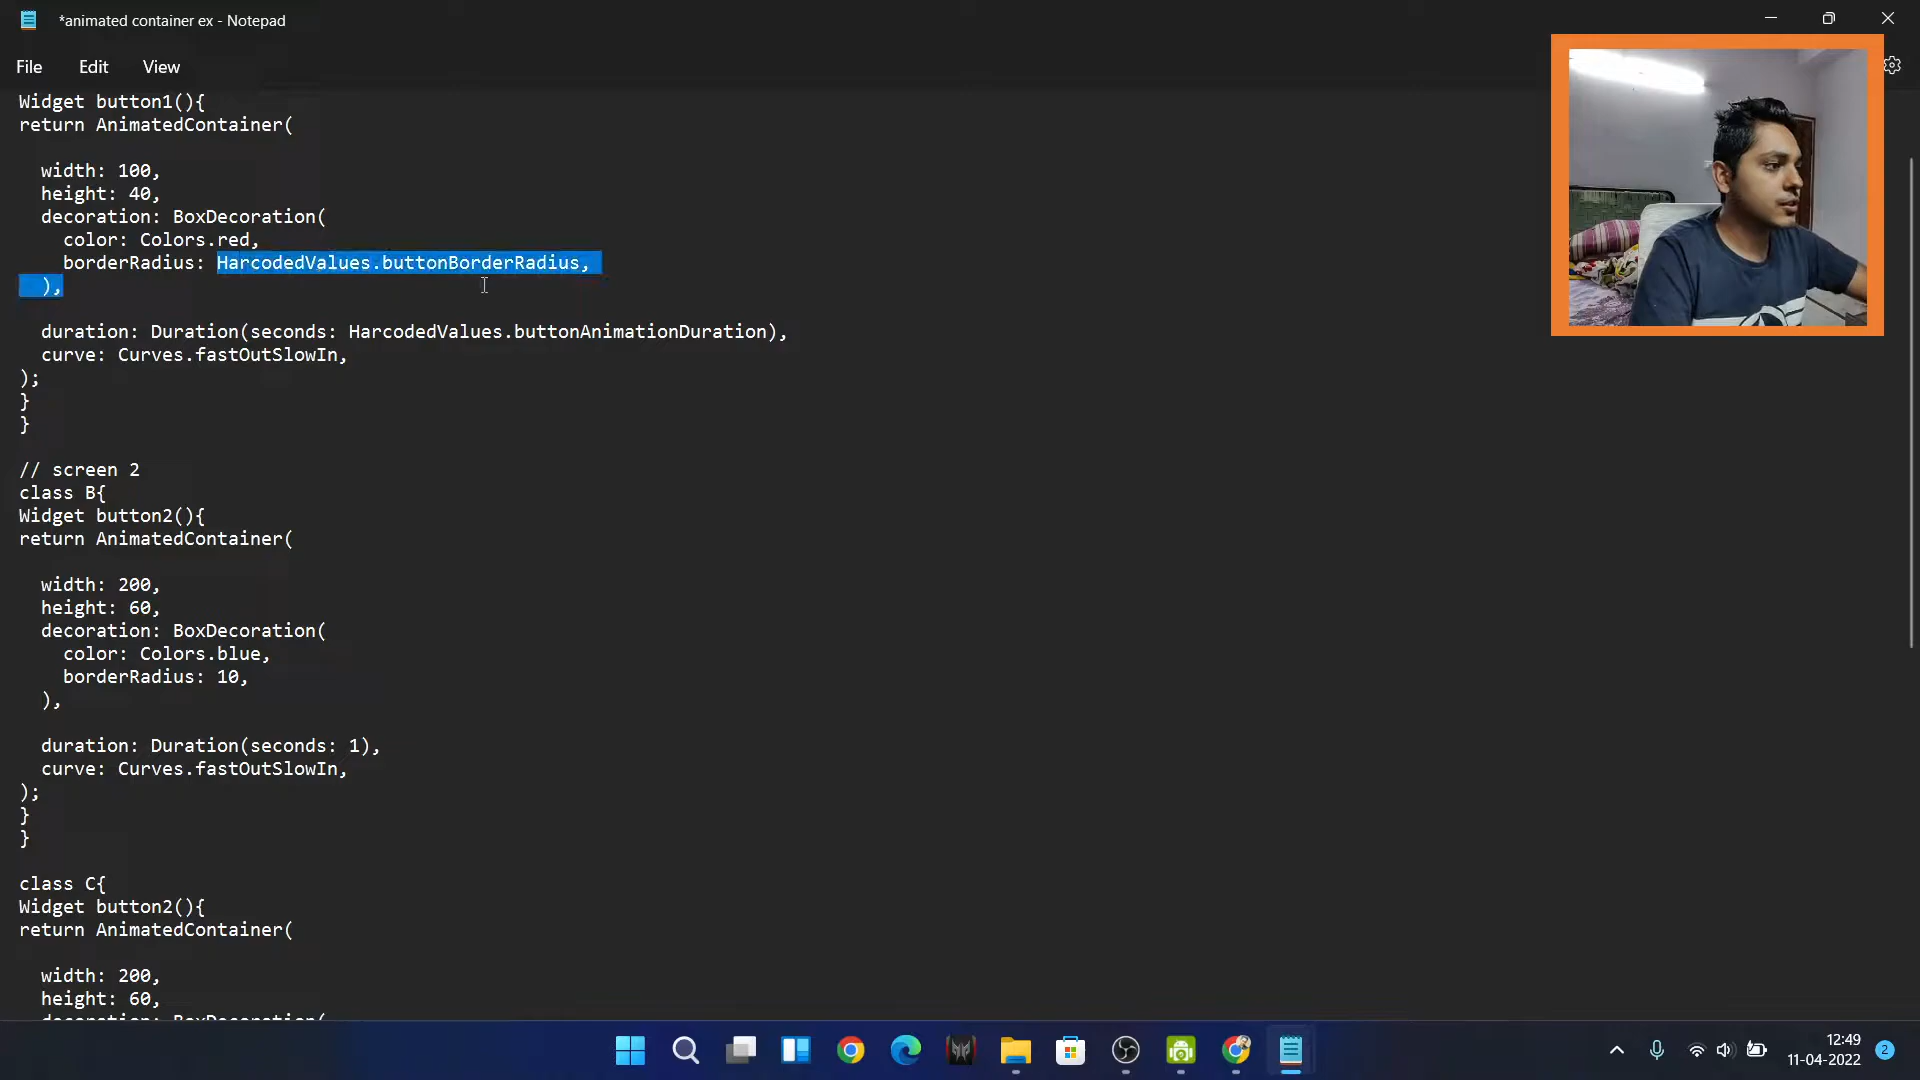 *animated container ex - Notepad
File Edit View
Widget button1(){
return AnimatedContainer(
width: 100,
height: 40,
decoration: BoxDecoration(
color: Colors.red,
borderRadius: HarcodedValues.buttonBorderRadius,
),
duration: Duration(seconds: HarcodedValues.buttonAnimationDuration),
curve: Curves.fastOutSlowIn,
);
}
}
// screen 2
class B{
Widget button2(){
return AnimatedContainer(
width: 200,
height: 60,
decoration: BoxDecoration(
color: Colors.blue,
borderRadius: 10,
),
duration: Duration(seconds: 1),
curve: Curves.fastOutSlowIn,
);
}
}
class C{
Widget button2(){
return AnimatedContainer(
width: 200,
height: 60,
decoration: BoxDecoration(
12:49
11-04-2022
2